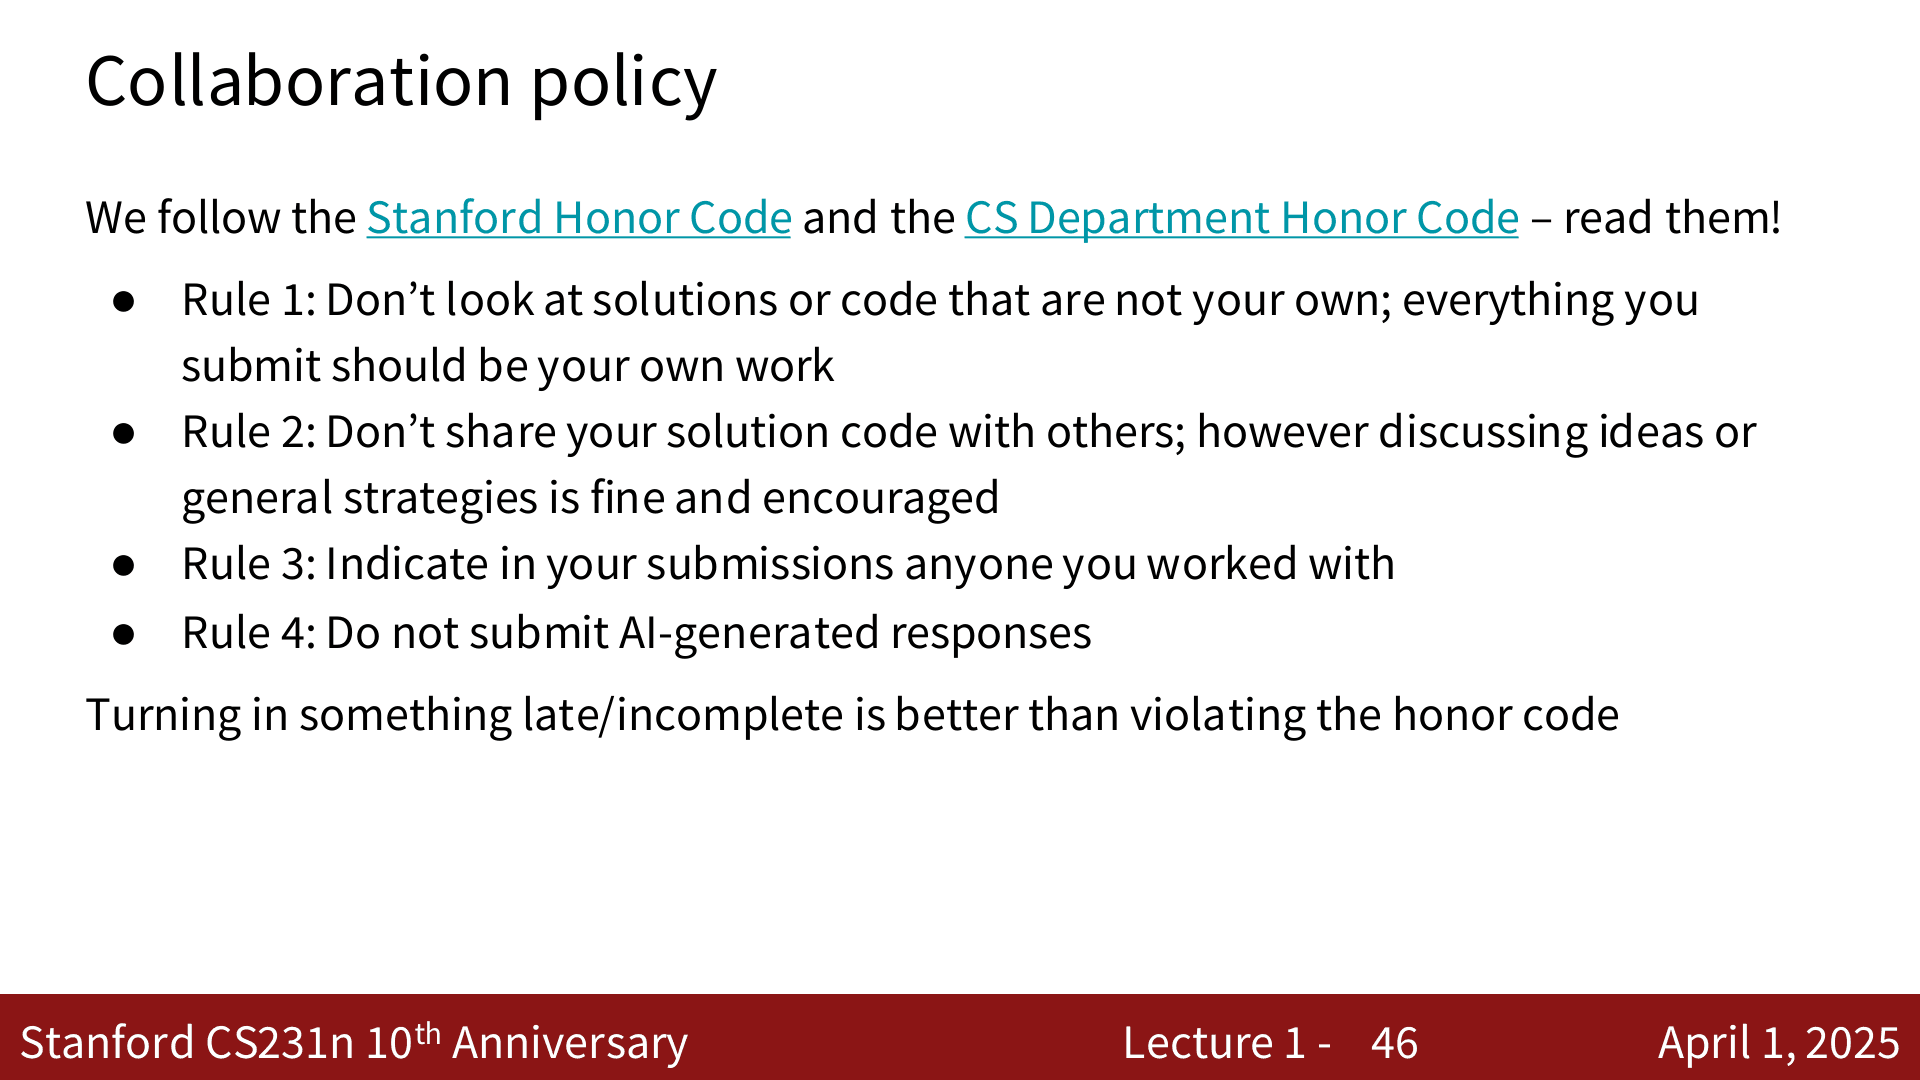 Collaboration policy
We follow the Stanford Honor Code and the CS Department Honor Code – read them!
● Rule 1: Don’t look at solutions or code that are not your own; everything you
submit should be your own work
● Rule 2: Don’t share your solution code with others; however discussing ideas or
general strategies is fine and encouraged
● Rule 3: Indicate in your submissions anyone you worked with
● Rule 4: Do not submit AI-generated responses
Turning in something late/incomplete is better than violating the honor code
Stanford CS231n 10th Anniversary Lecture 1 - 46 April 1, 2025